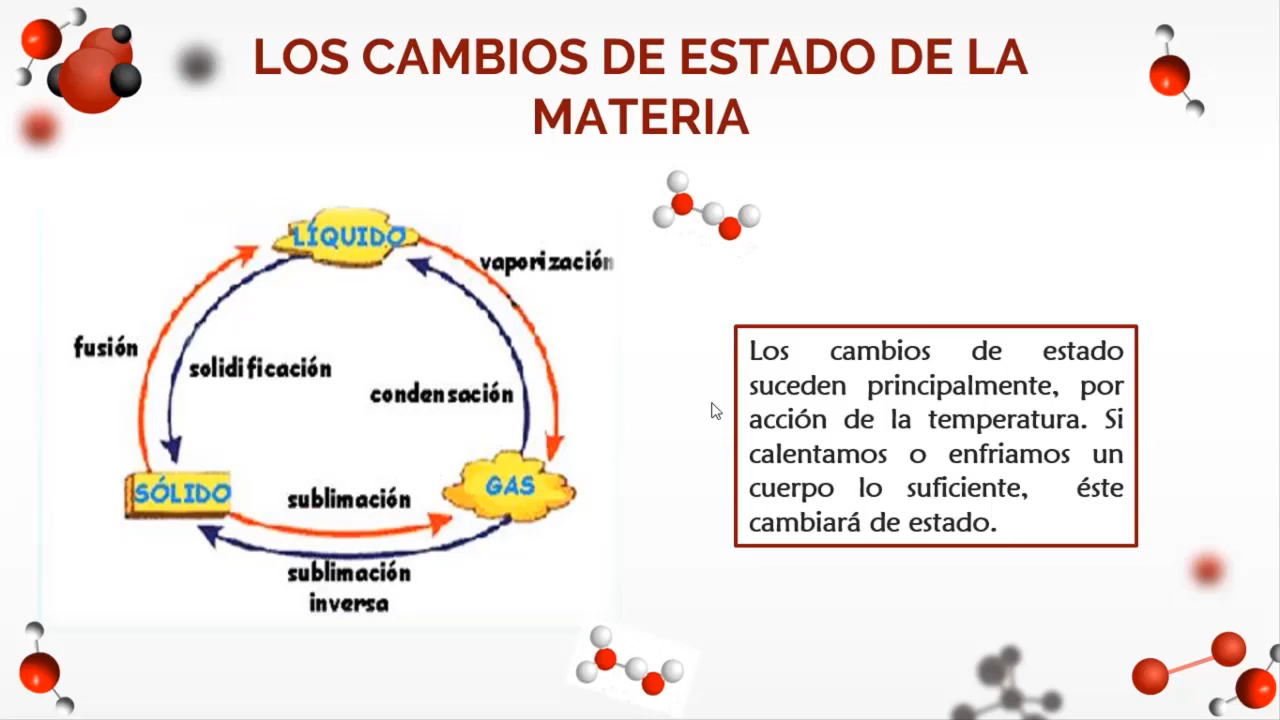 LOS CAMBIOS DE ESTADO DE LA
MATERIA
LÍQUIDO
vaporización
fusión
solidificación
condensación
SÓLIDO
sublimación
GAS
sublimación
inversa
Los cambios de estado
suceden principalmente, por
acción de la temperatura. Si
calentamos o enfriamos un
cuerpo lo suficiente, éste
cambiará de estado.